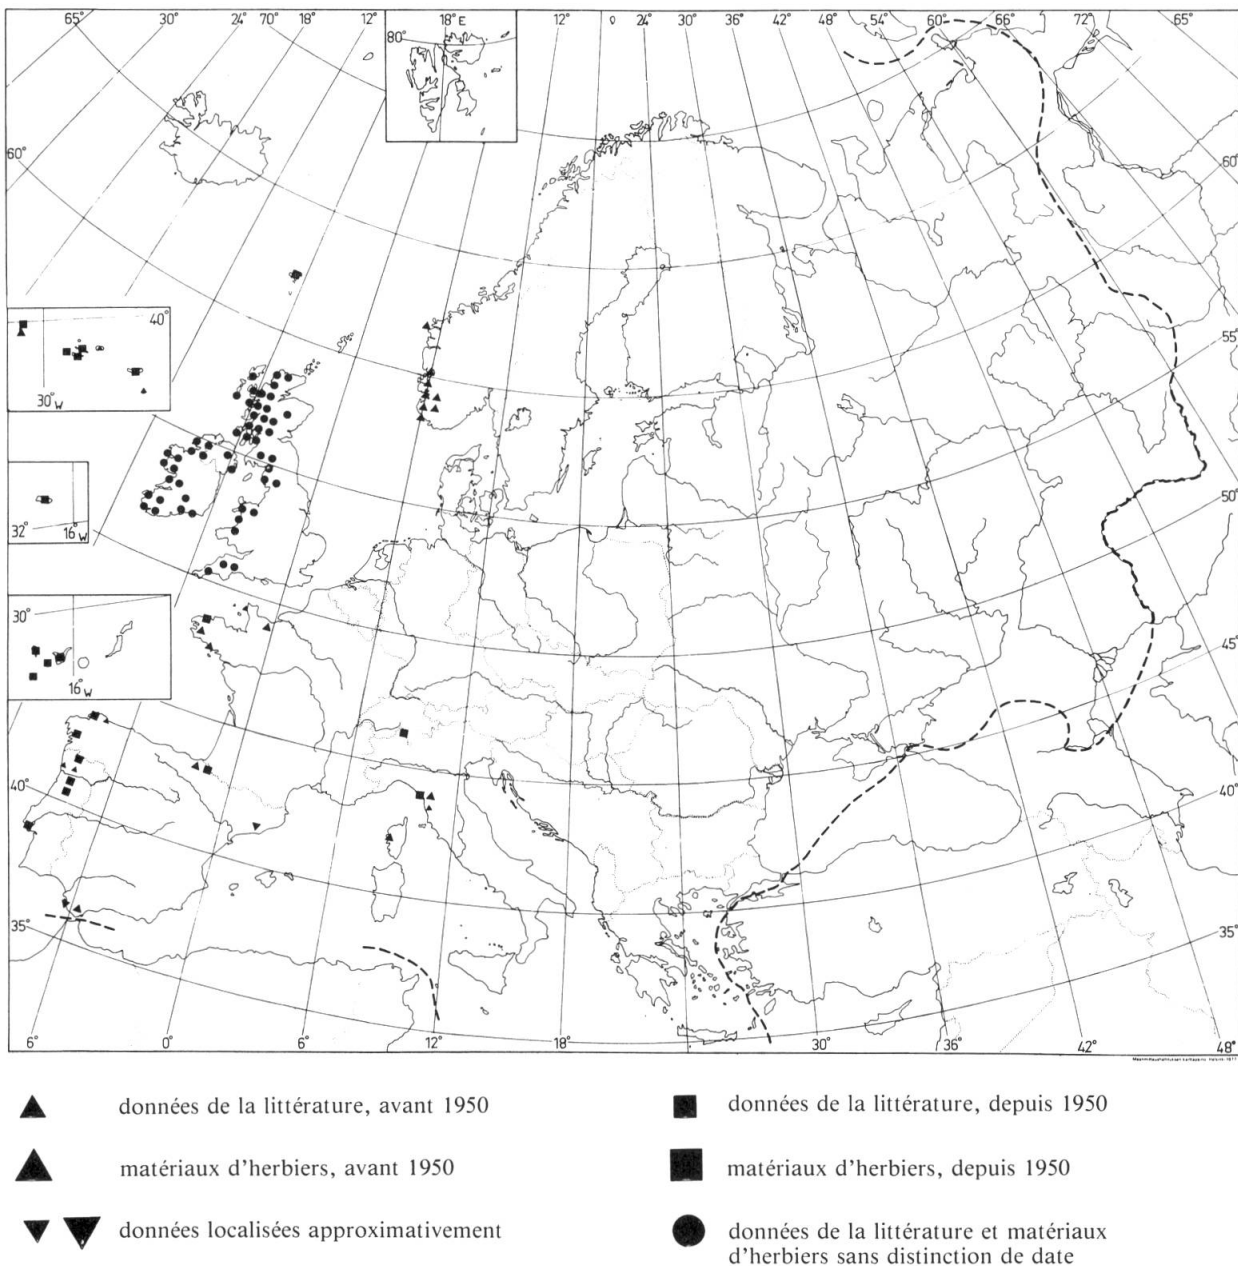 65° 30° 24° 70° 18° 12° 18° E 12° 0 24° 30° 36° 42° 48° 54° 60° 66° 72° 65°
80°
60°
60°
55°
40°
30° W
50°
32° 16° W
30°
16° W
45°
40°
40°
35°
35°
6° 0° 6° 12° 18° 30° 36° 42° 48°
données de la littérature, avant 1950
données de la littérature, depuis 1950
matériaux d'herbiers, avant 1950
matériaux d'herbiers, depuis 1950
données localisées approximativement
données de la littérature et matériaux
d'herbiers sans distinction de date